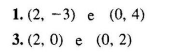 1. (2, −3) e (0, 4)
3. (2, 0) e (0, 2)